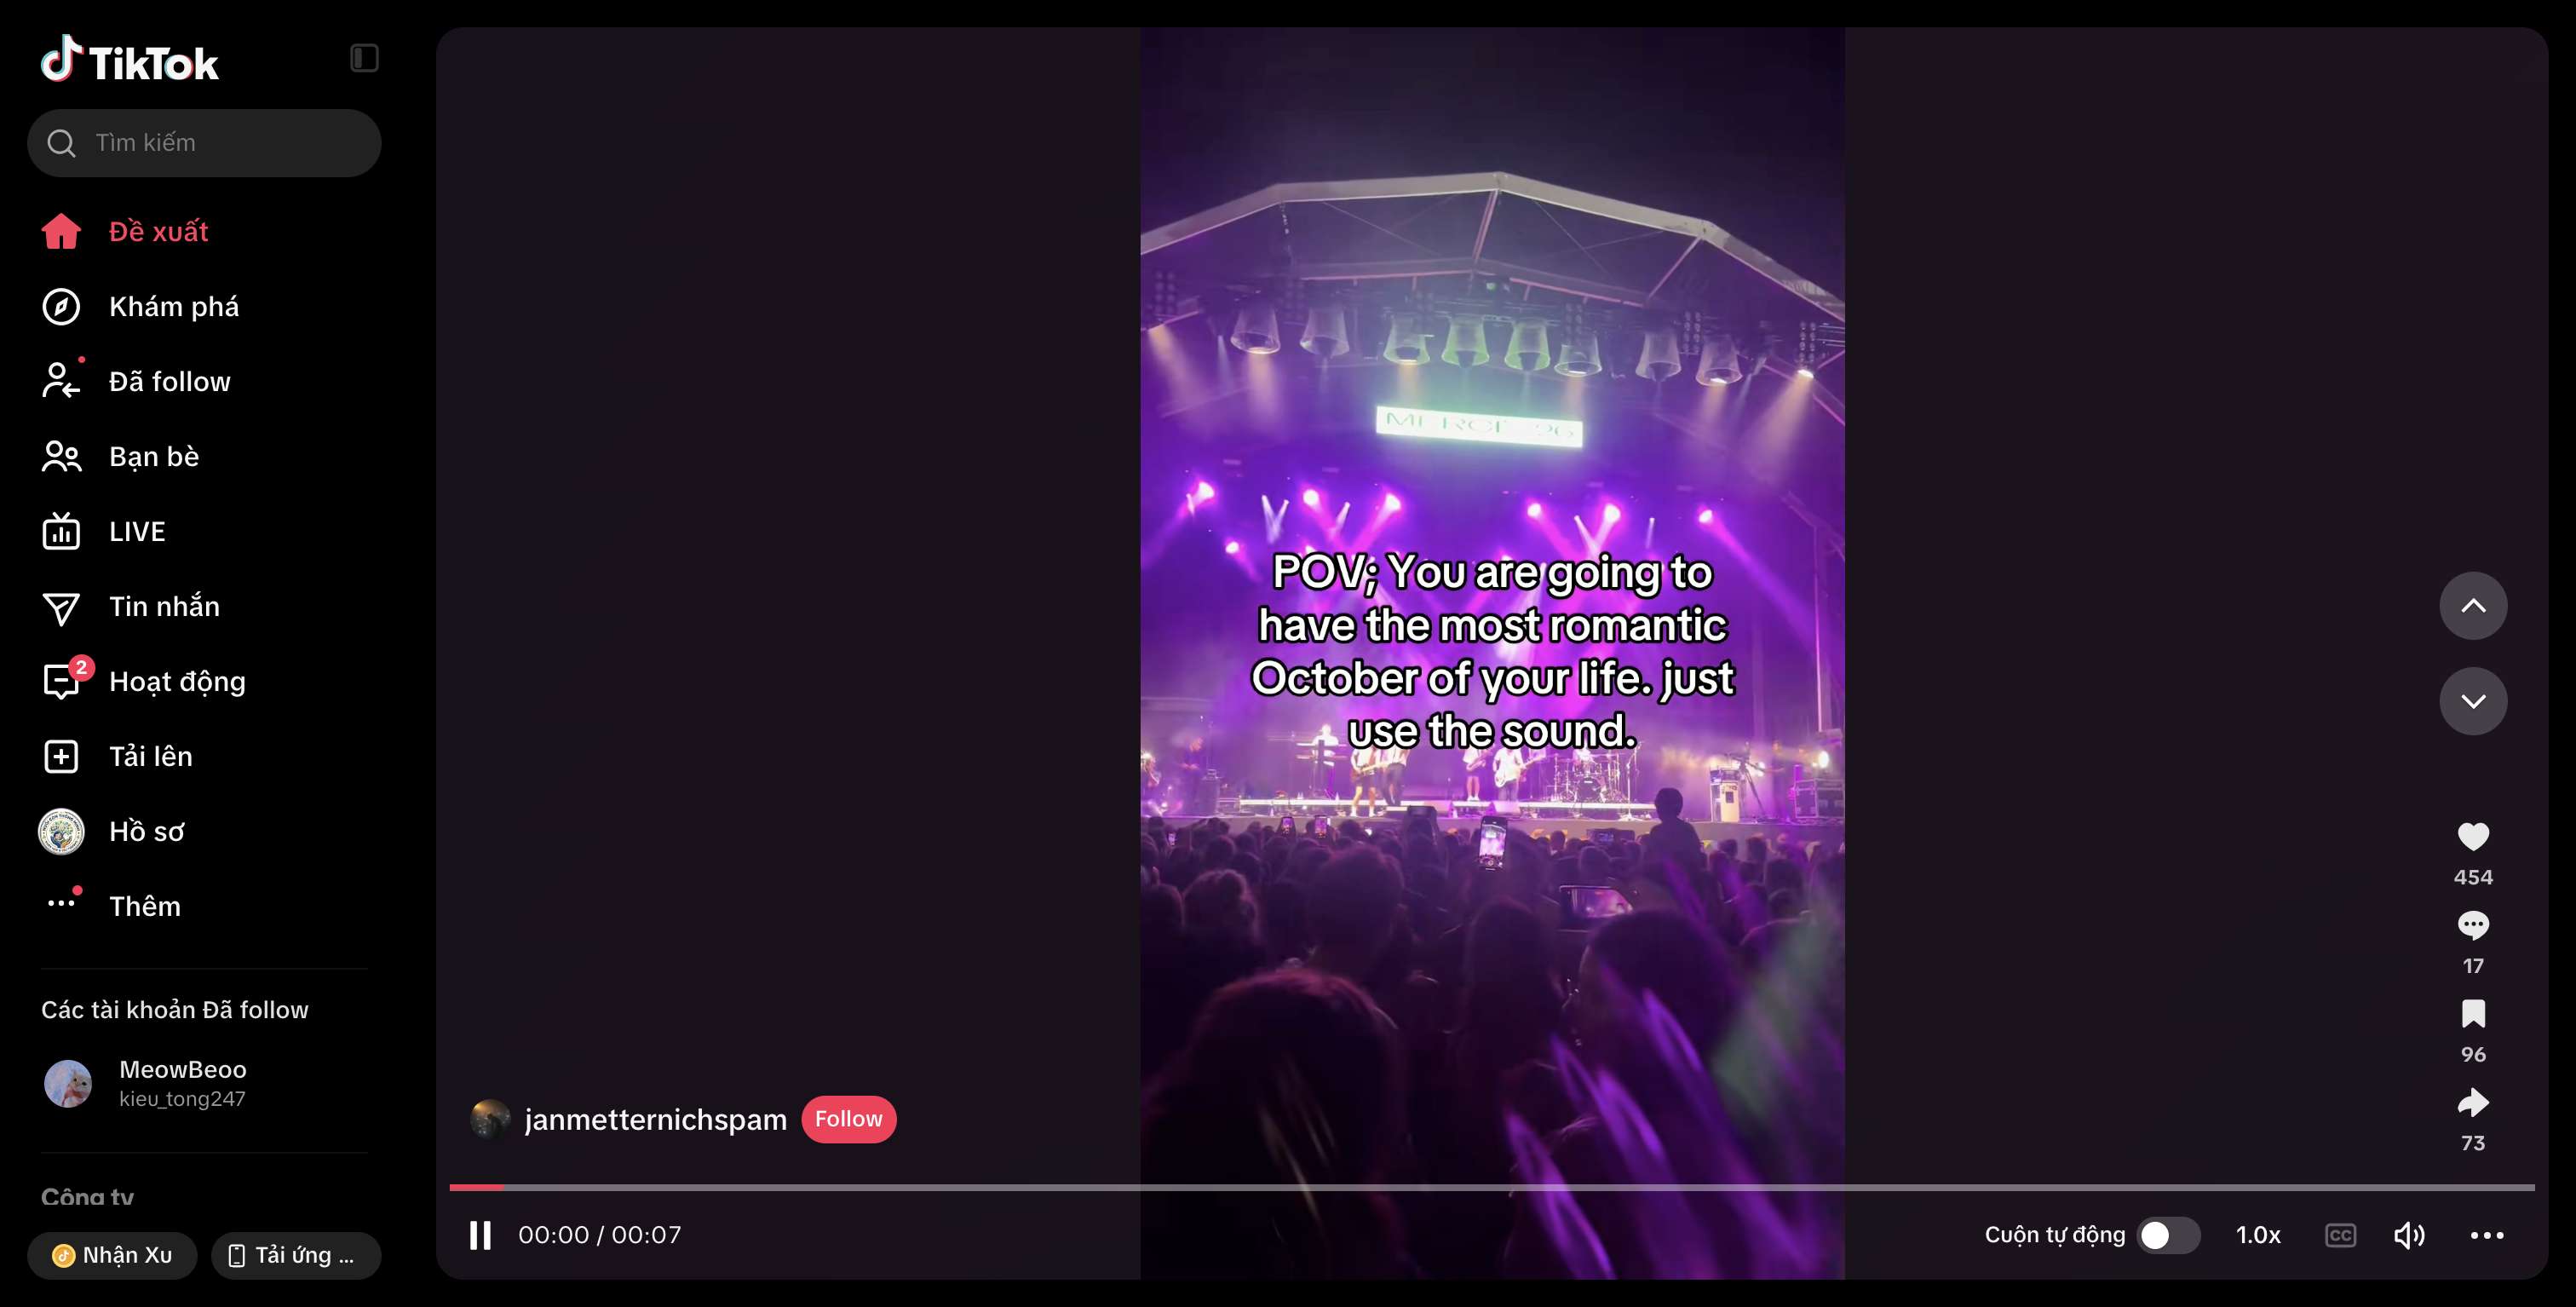 TikTok
Tìm kiếm
Đề xuất
Khám phá
Đã follow
Bạn bè
LIVE
Tin nhắn
2
Hoạt động
Tải lên
Hồ sơ
Thêm
Các tài khoản Đã follow
MeowBeoo
kieu_tong247
Công ty
Nhận Xu
Tải ứng ...
POV; You are going to
have the most romantic
October of your life. just
use the sound.
454
17
96
73
janmetternichspam
Follow
00:00 / 00:07
Cuộn tự động
1.0x
CC